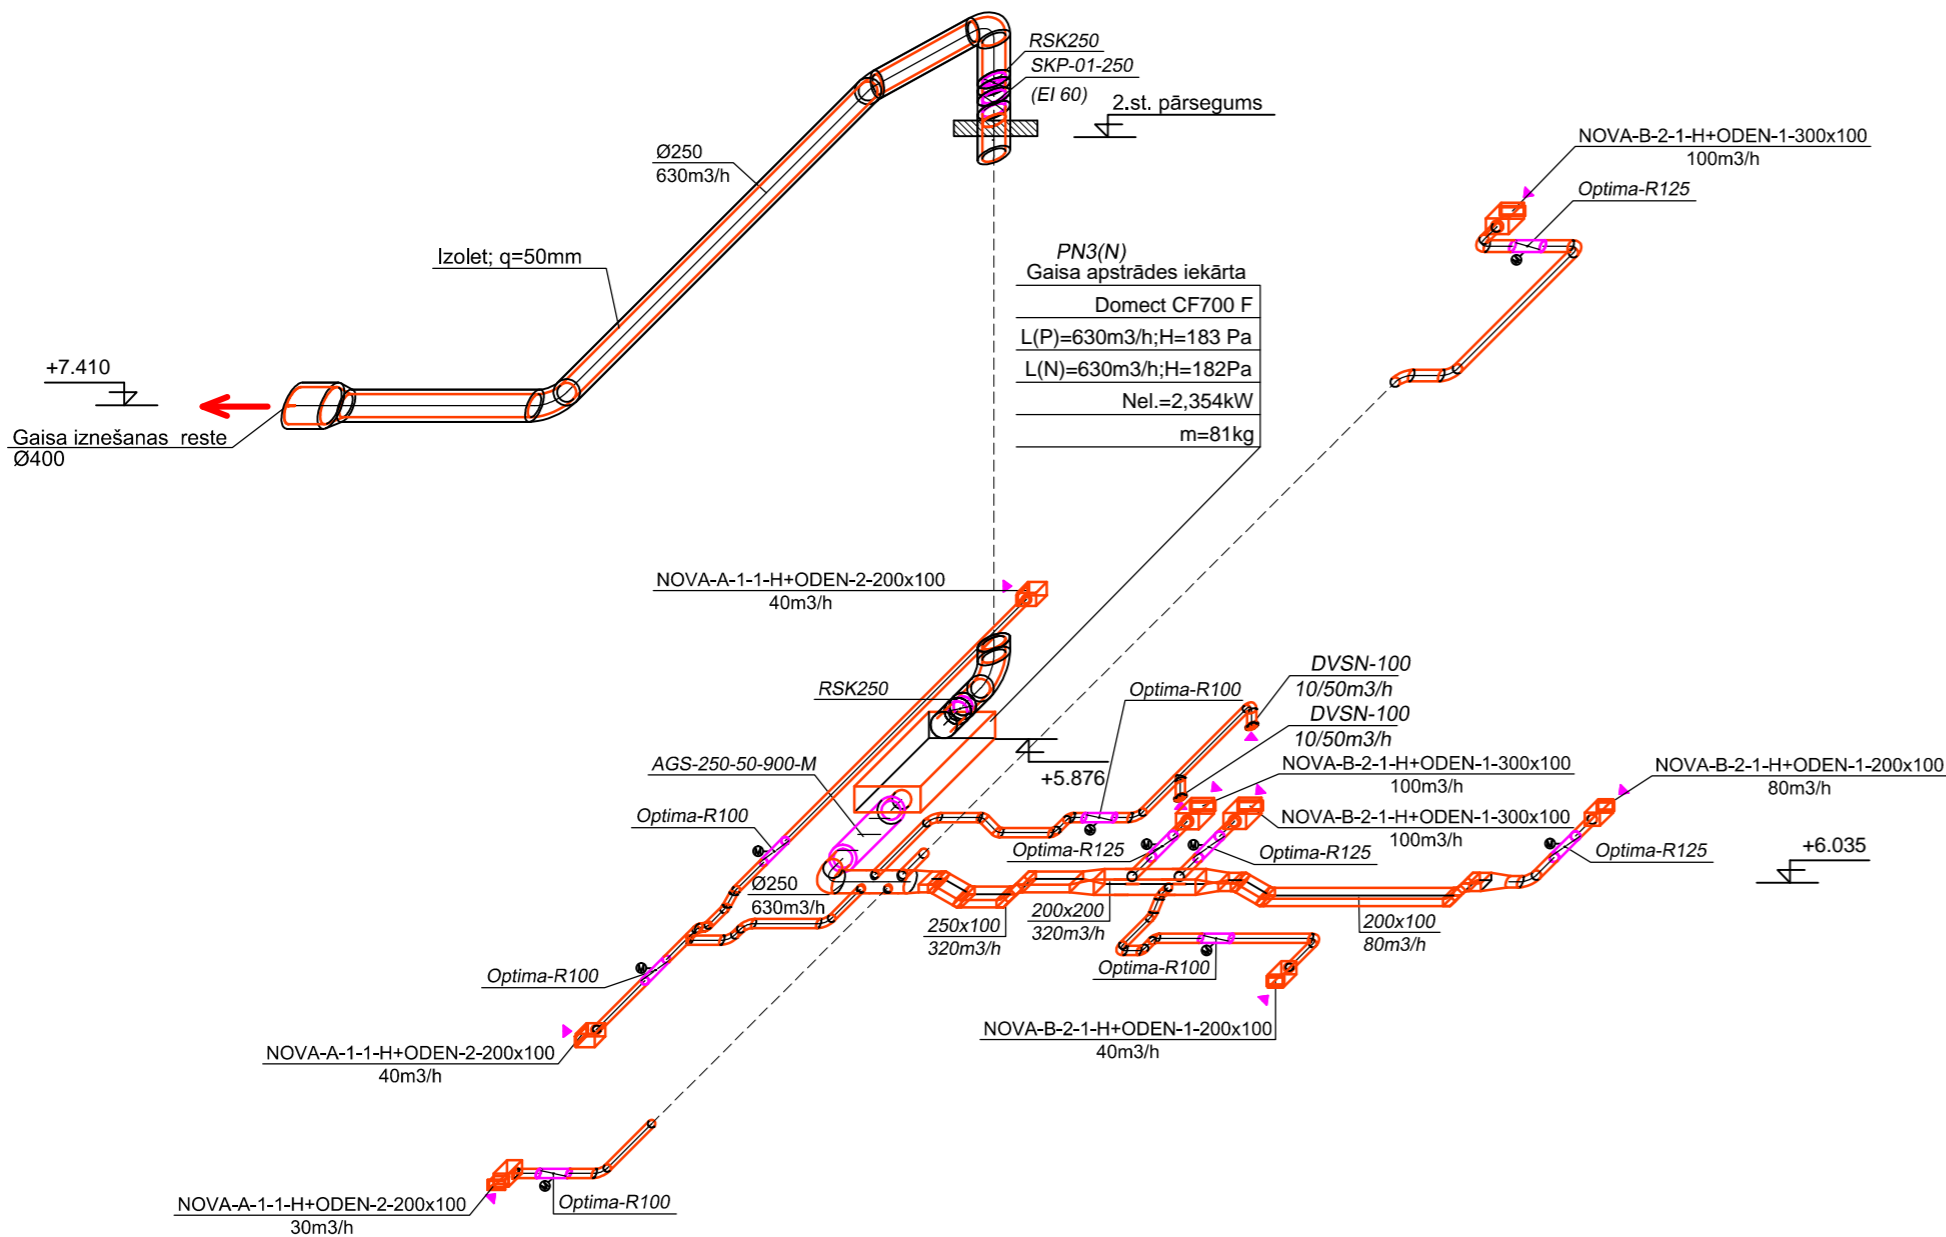 RSK250
SKP-01-250
(EI 60)
2.st. pārsegums
NOVA-B-2-1-H+ODEN-1-300x100
100m3/h
Optima-R125
Ø250
630m3/h
Izolet; q=50mm
PN3(N)
Gaisa apstrādes iekārta
Domect CF700 F
L(P)=630m3/h;H=183 Pa
L(N)=630m3/h;H=182Pa
Nel.=2,354kW
m=81kg
+7.410
Gaisa iznešanas reste
Ø400
NOVA-A-1-1-H+ODEN-2-200x100
40m3/h
RSK250
AGS-250-50-900-M
Optima-R100
+5.876
Optima-R100
DVSN-100
10/50m3/h
DVSN-100
10/50m3/h
NOVA-B-2-1-H+ODEN-1-300x100
100m3/h
NOVA-B-2-1-H+ODEN-1-300x100
100m3/h
NOVA-B-2-1-H+ODEN-1-200x100
80m3/h
Optima-R125
Optima-R125
Optima-R125
+6.035
Ø250
630m3/h
250x100
320m3/h
200x200
320m3/h
200x100
80m3/h
Optima-R100
Optima-R100
NOVA-B-2-1-H+ODEN-1-200x100
40m3/h
NOVA-A-1-1-H+ODEN-2-200x100
40m3/h
NOVA-A-1-1-H+ODEN-2-200x100
30m3/h
Optima-R100